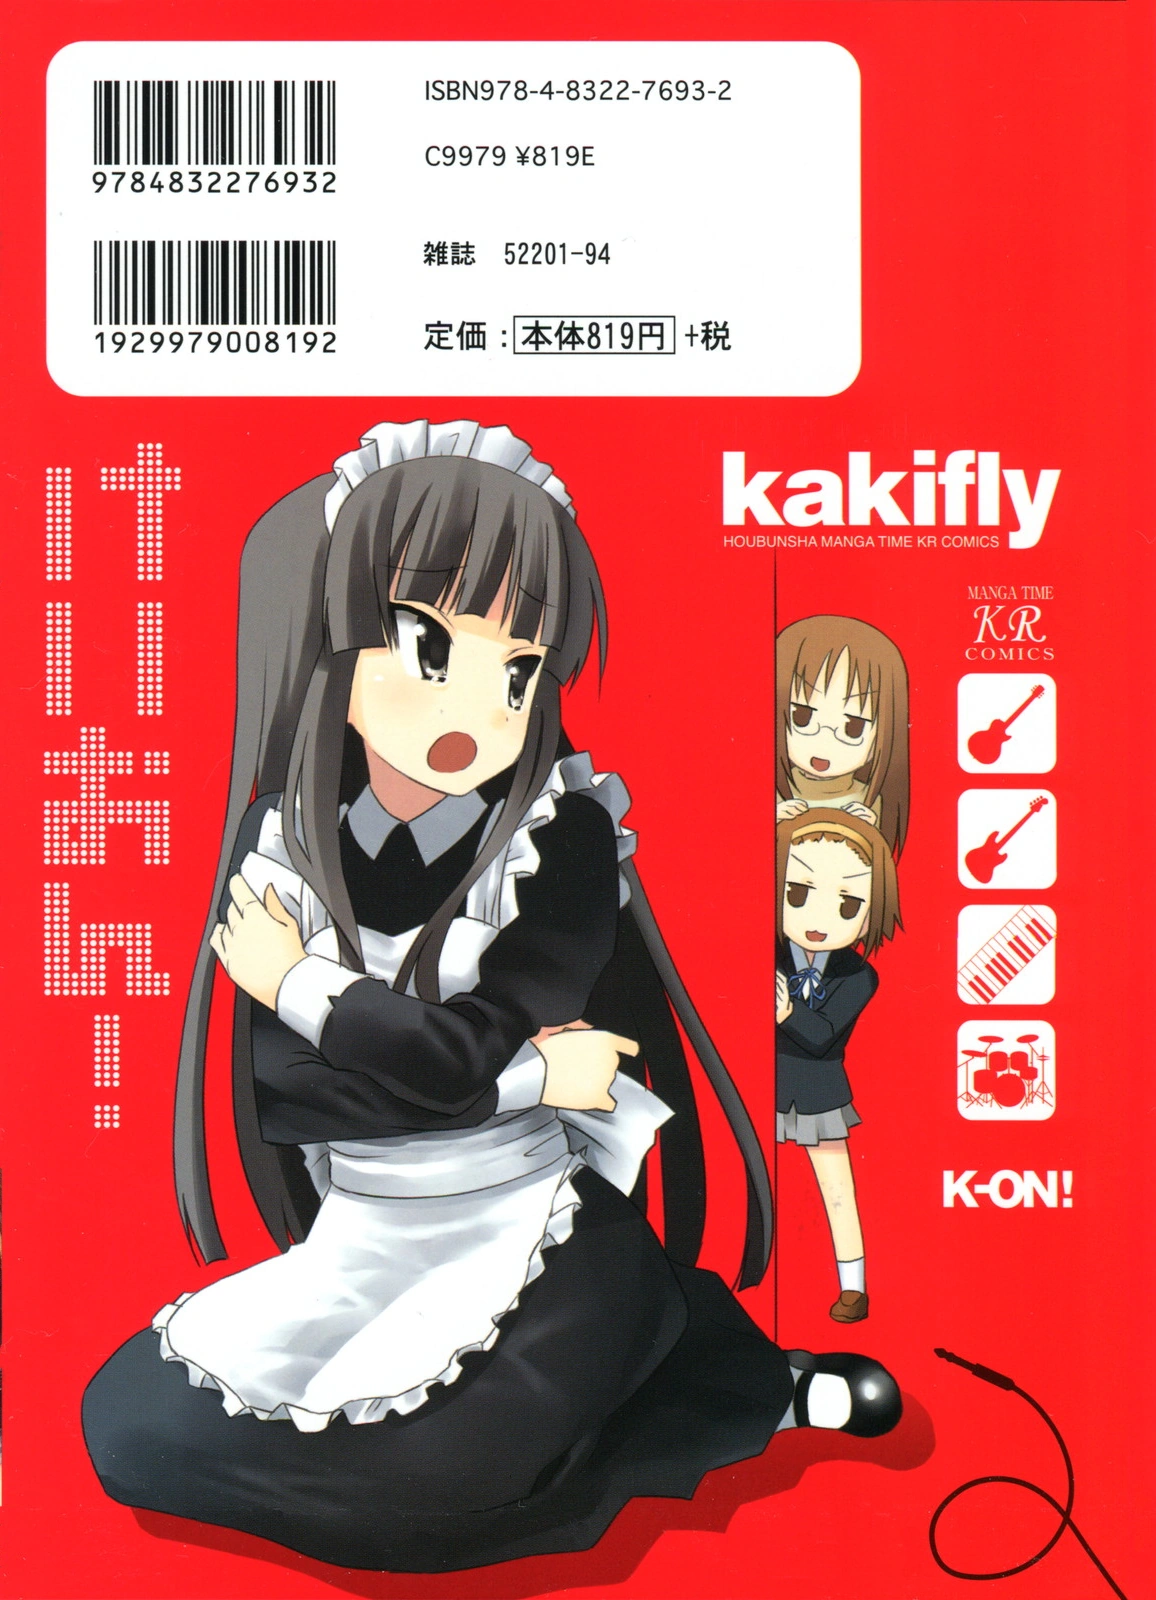 ISBN978-4-8322-7693-2
9784832276932
C9979 ¥819E
雑誌 52201-94
1929979008192
定価：本体819円+税
けいおん!
kakifly
HOUBUNSHA MANGA TIME KR COMICS
MANGA TIME
KR
COMICS
K-ON!